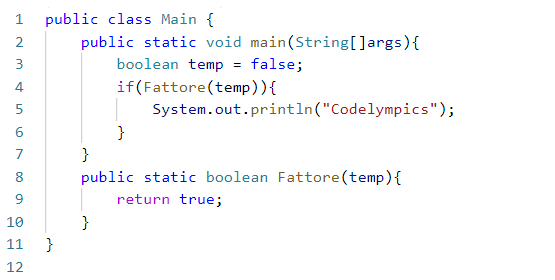 1 public class Main {
2     public static void main(String[]args){
3         boolean temp = false;
4         if(Fattore(temp)){
5             System.out.println("Codelympics");
6         }
7     }
8     public static boolean Fattore(temp){
9         return true;
10     }
11 }
12